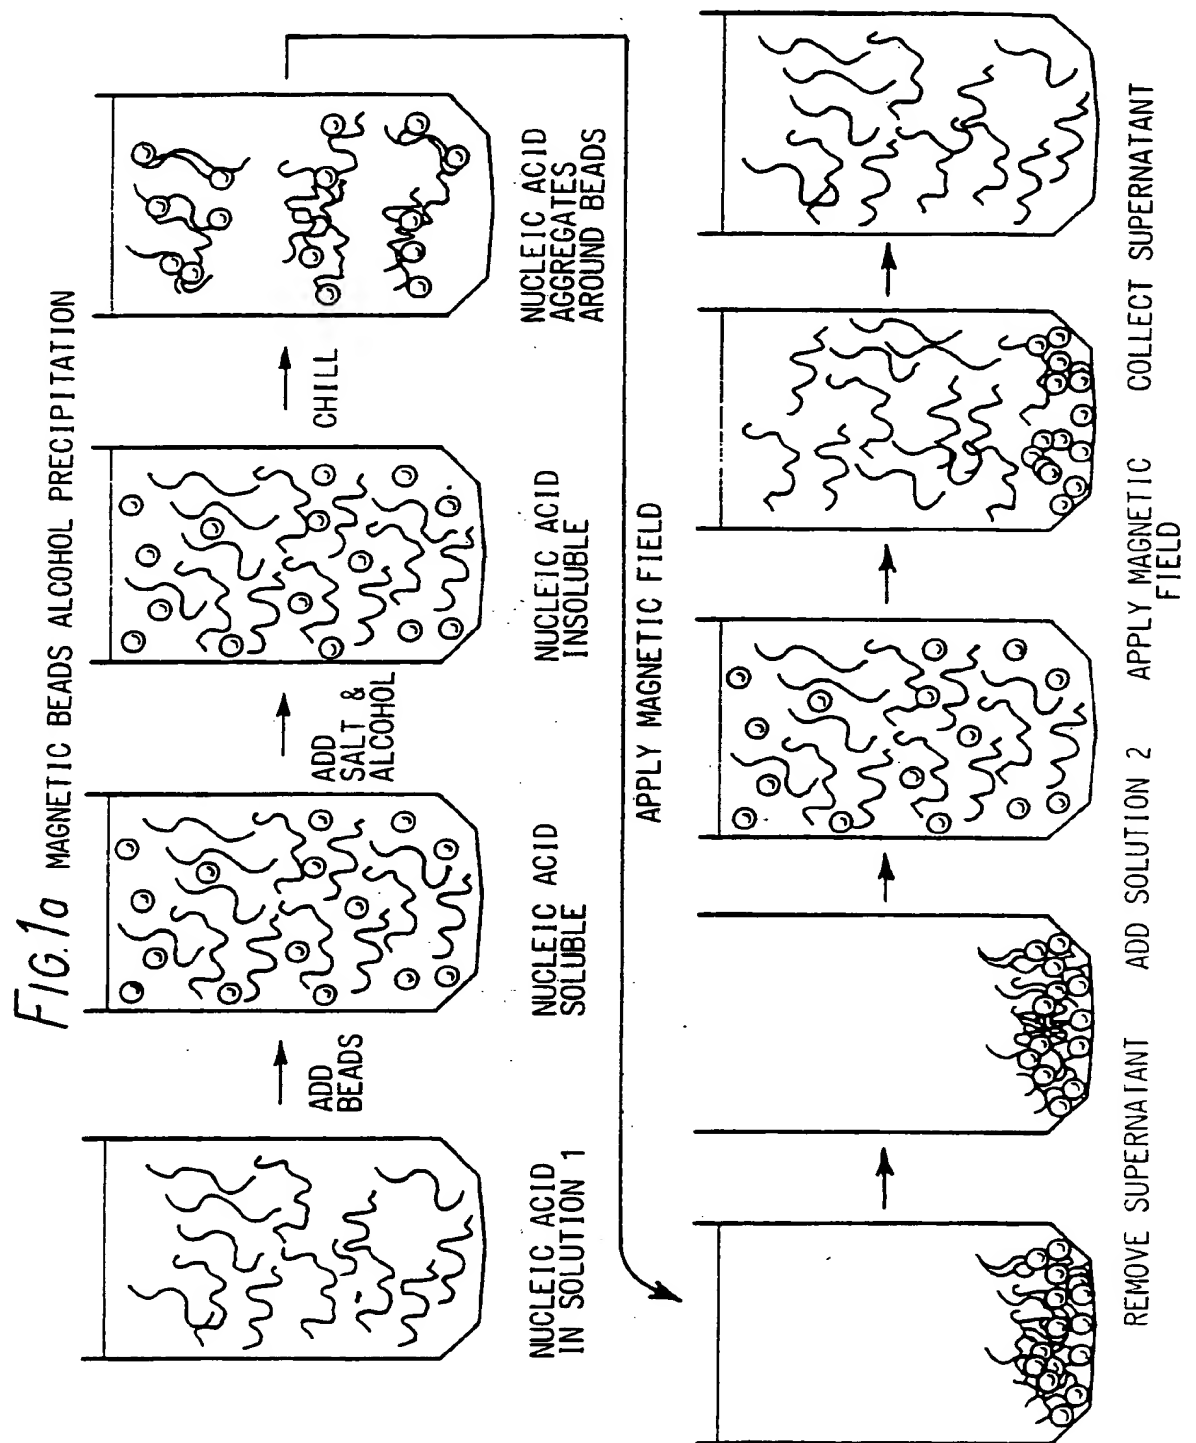 FIG.1a MAGNETIC BEADS ALCOHOL PRECIPITATION
ADD
BEADS
ADD
SALT &
ALCOHOL
CHILL
NUCLEIC ACID
IN SOLUTION 1
NUCLEIC ACID
SOLUBLE
NUCLEIC ACID
INSOLUBLE
NUCLEIC ACID
AGGREGATES
AROUND BEADS
APPLY MAGNETIC FIELD
REMOVE SUPERNATANT
ADD SOLUTION 2
APPLY MAGNETIC
FIELD
COLLECT SUPERNATANT